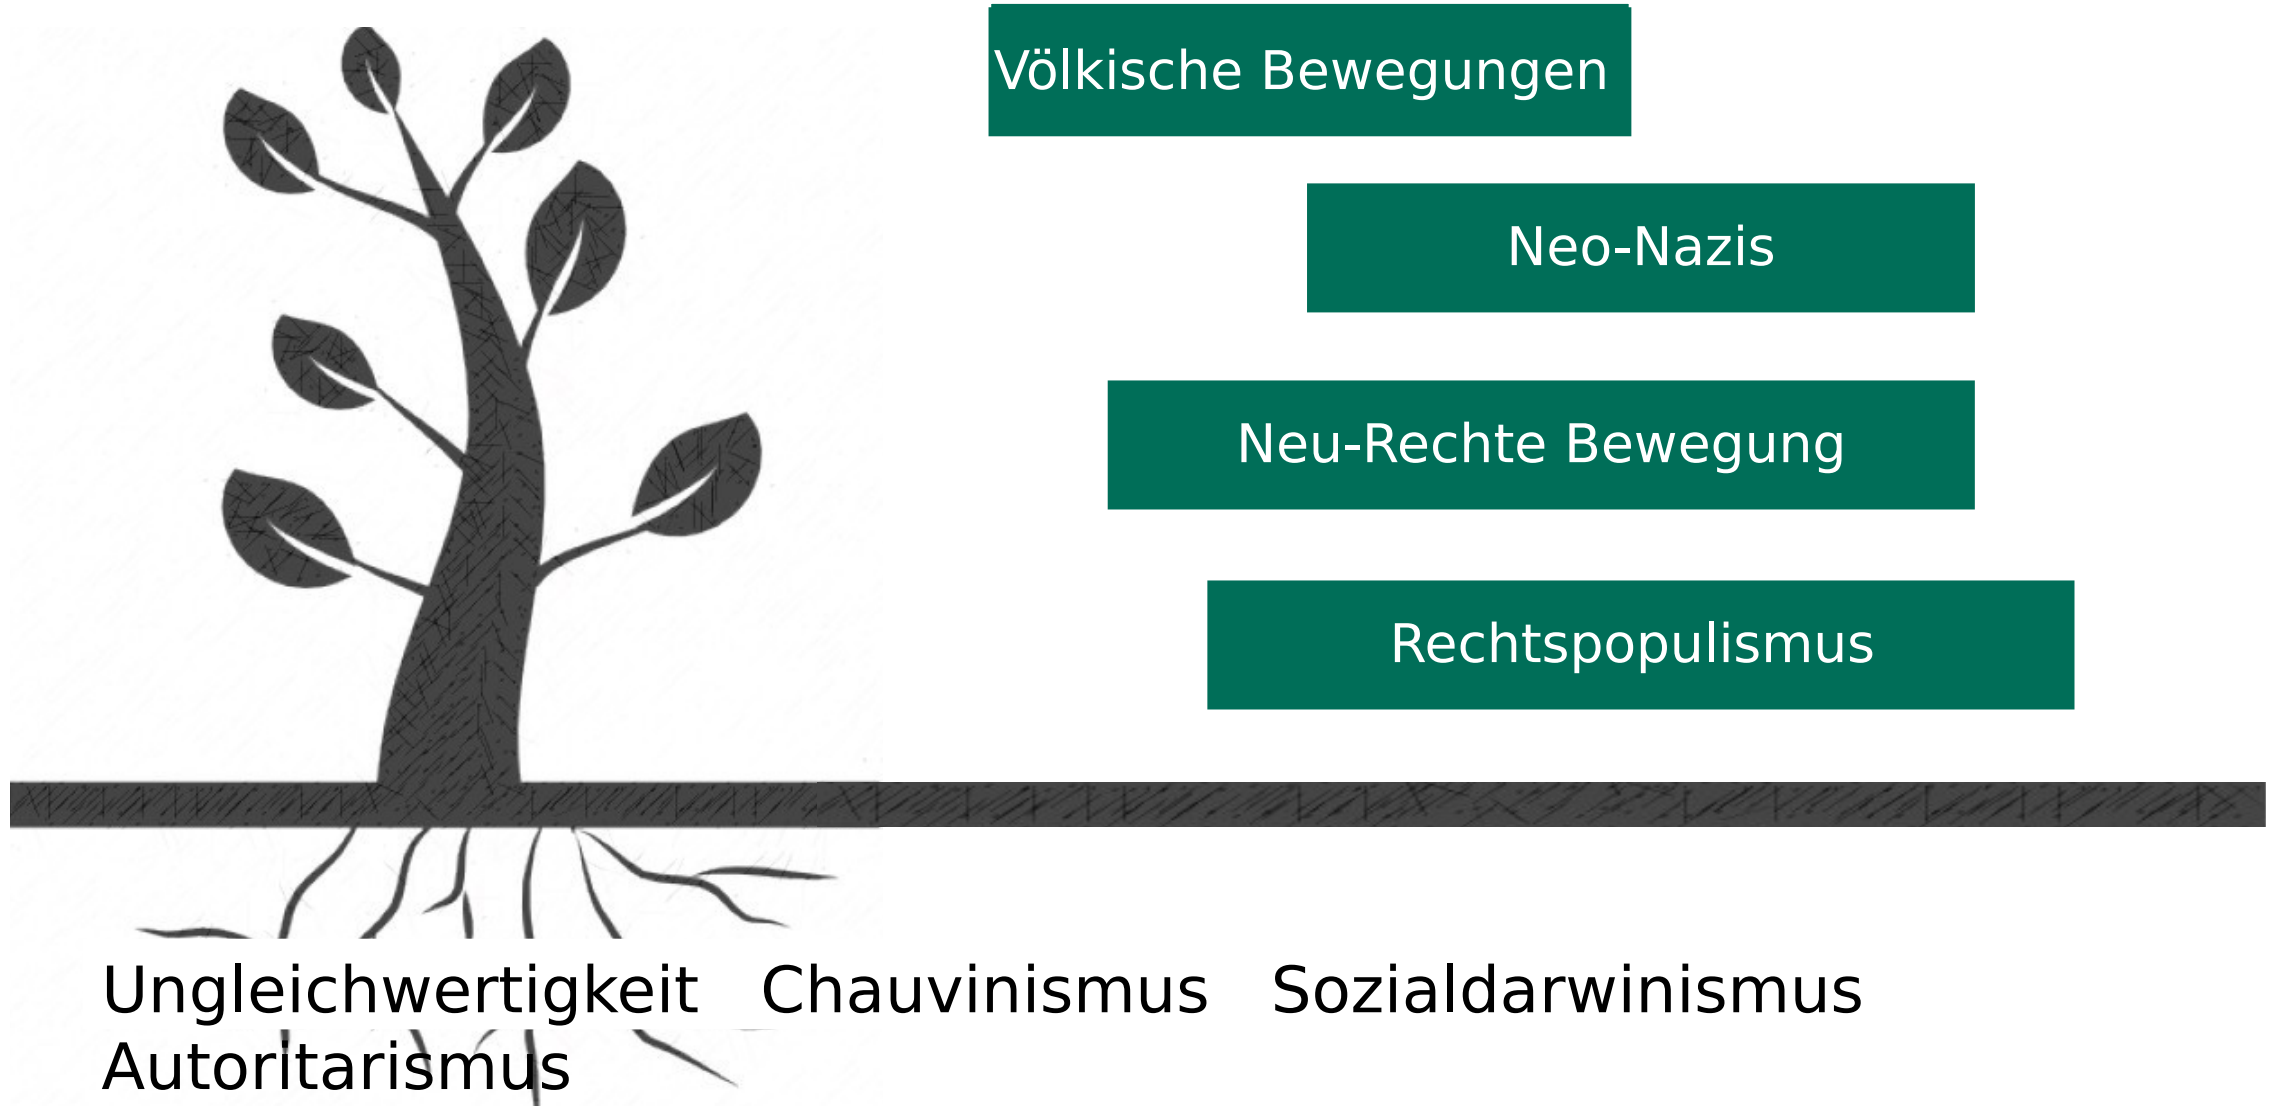 Völkische Bewegungen
Neo-Nazis
Neu-Rechte Bewegung
Rechtspopulismus
Ungleichwertigkeit Chauvinismus Sozialdarwinismus
Autoritarismus